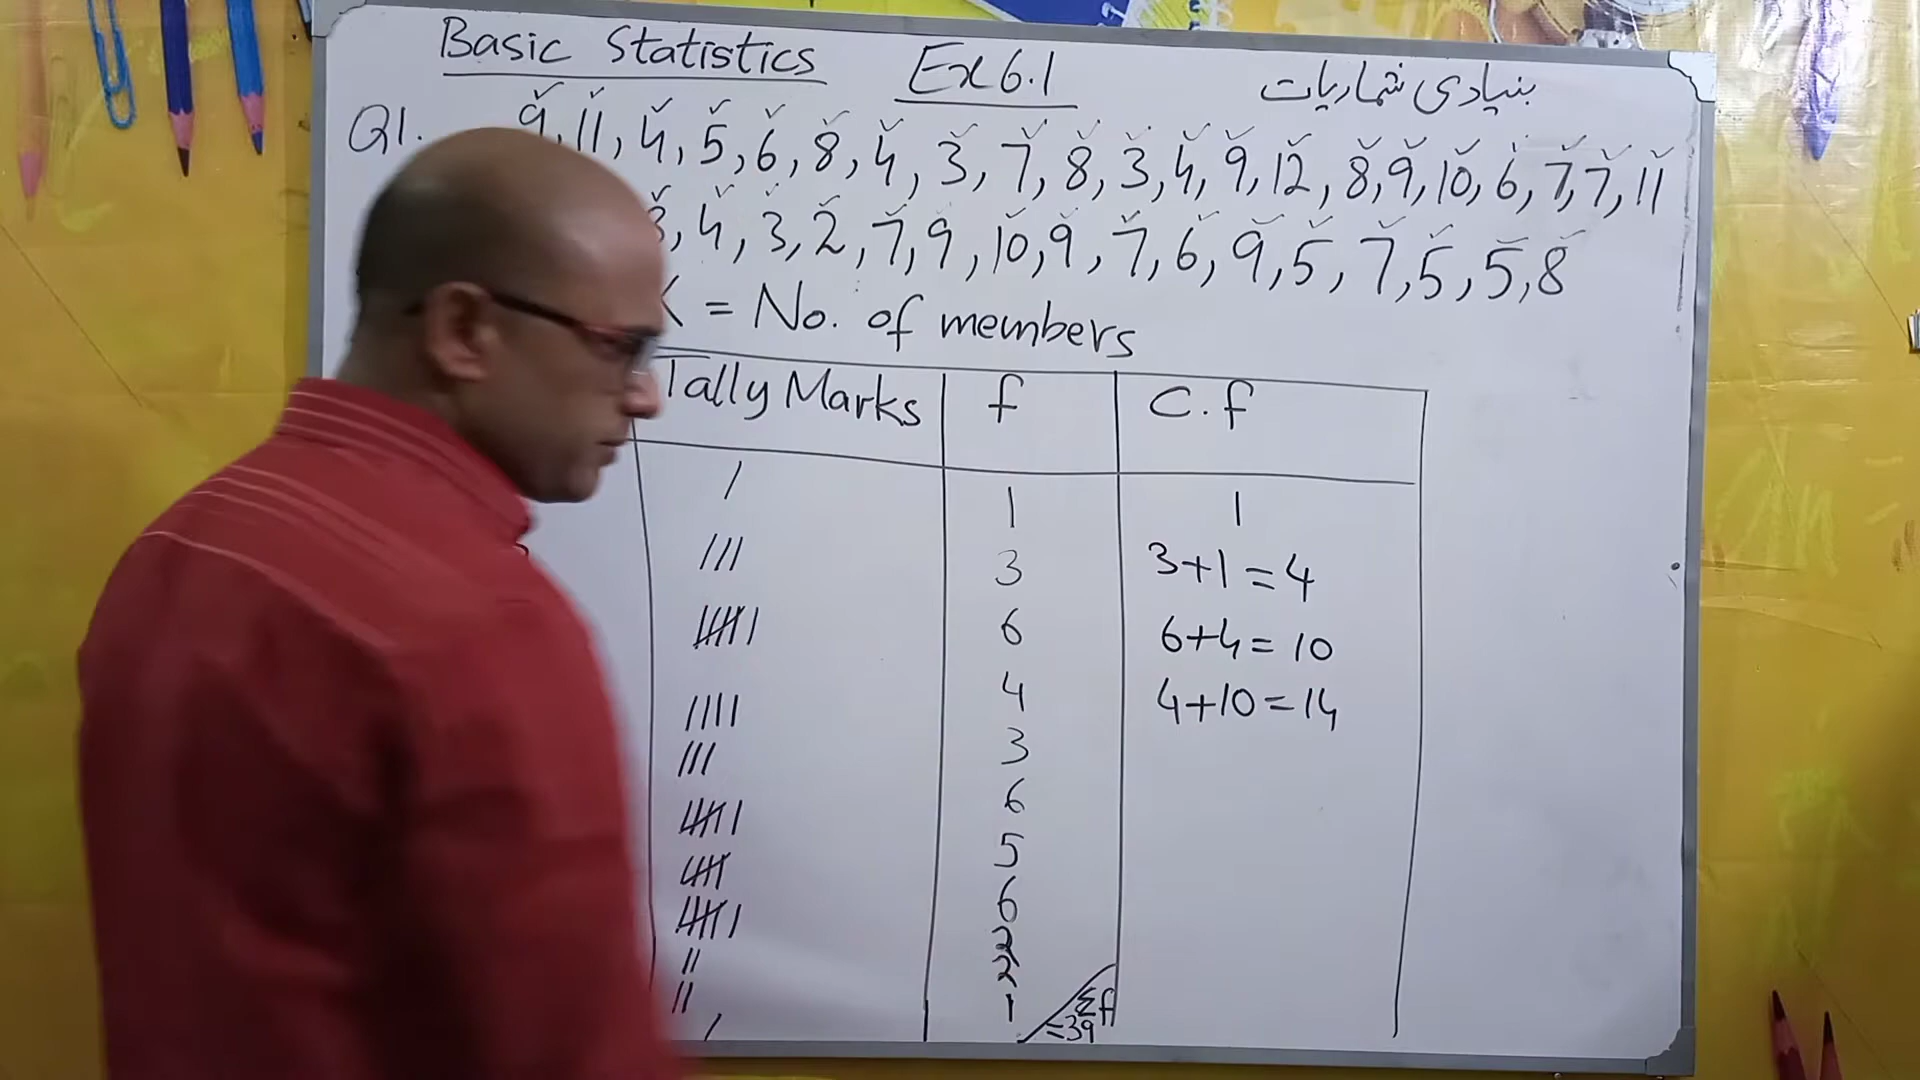 Basic Statistics Ex 6.1 بنیادی شماریات
Q1. 9, 11, 4, 5, 6, 8, 4, 3, 7, 8, 3, 4, 9, 12, 8, 9, 10, 6, 7, 7, 11
, 4, 3, 2, 7, 9, 10, 9, 7, 6, 9, 5, 7, 5, 5, 8
= No. of members
Tally Marks f C.f
/ 1 1
/// 3 3+1=4
~~////~~ / 6 6+4=10
//// 4 4+10=14
/// 3
~~////~~ / 6
~~////~~ 5
~~////~~ / 6
// 2
// 2
/ 1 Σf
=39